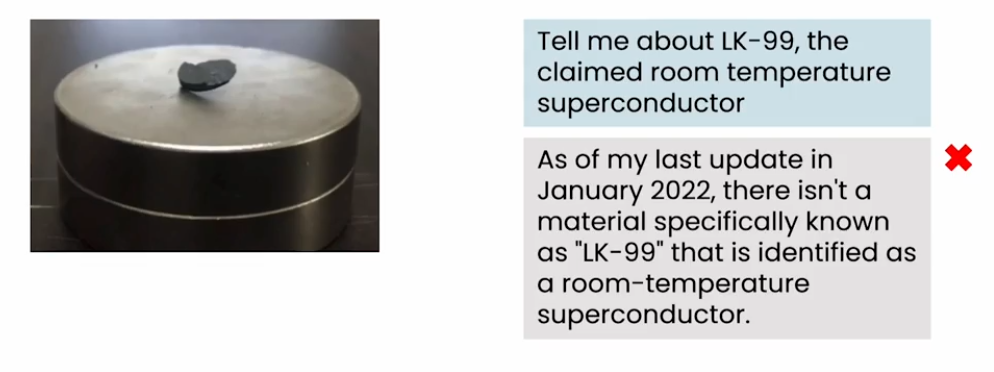 Tell me about LK-99, the
claimed room temperature
superconductor
As of my last update in
January 2022, there isn't a
material specifically known
as "LK-99" that is identified as
a room-temperature
superconductor.